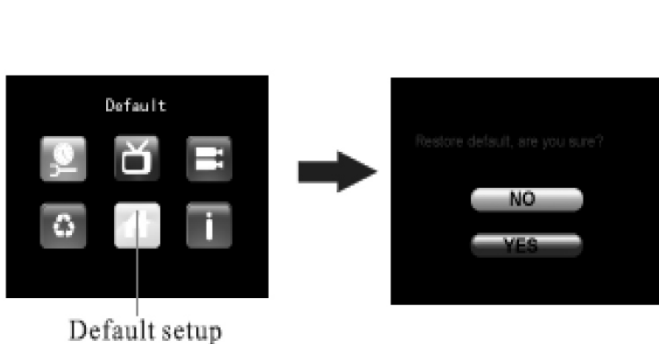 Default
Restore default, are you sure?
NO
YES
Default setup